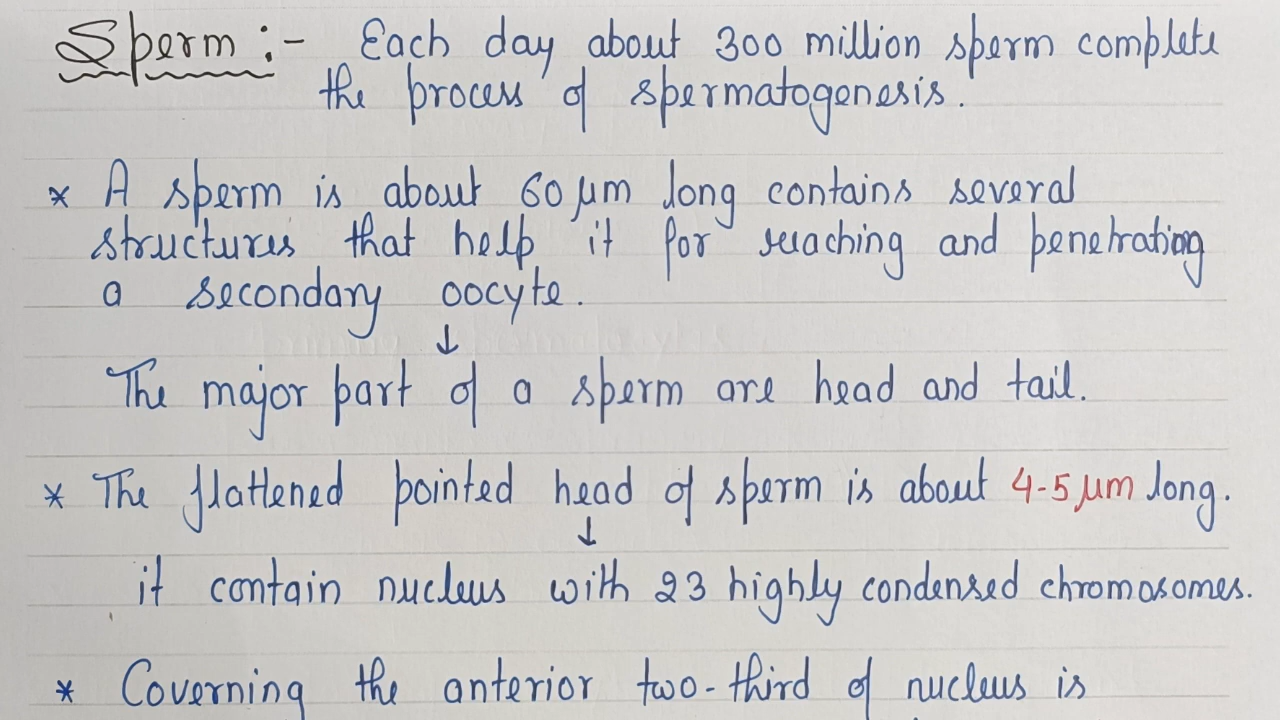 Sperm :- Each day about 300 million sperm complete
the process of spermatogenesis.
* A sperm is about 60 μm long contains several
structures that help it for reaching and penetrating
a secondary oocyte.
↓
The major part of a sperm are head and tail.
* The flattened pointed head of sperm is about 4-5 μm long.
↓
it contain nucleus with 23 highly condensed chromosomes.
* Coverning the anterior two-third of nucleus is